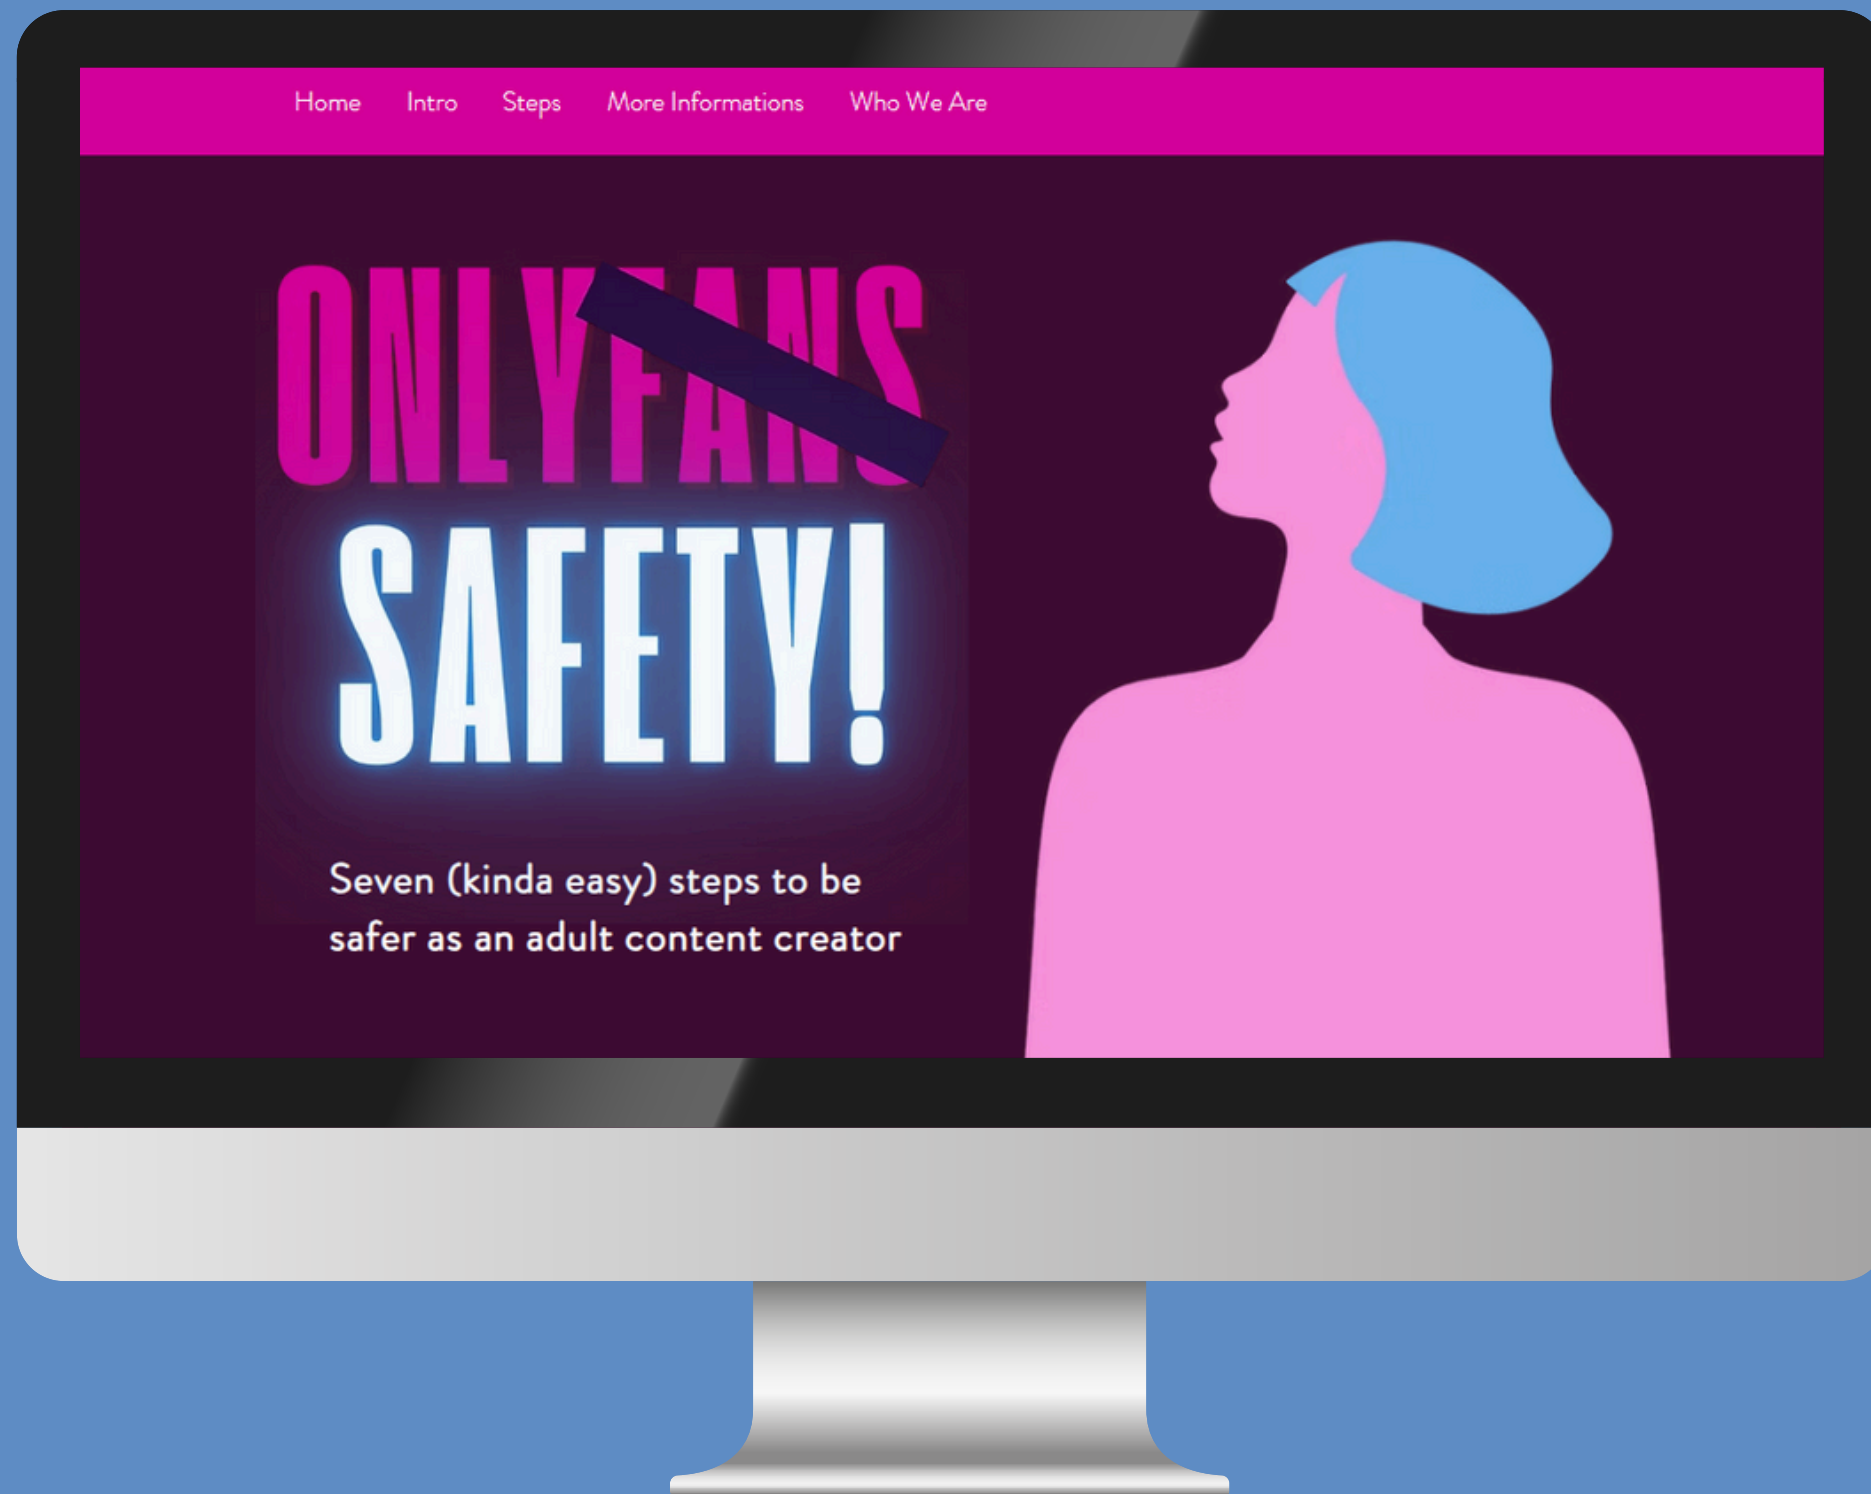 Home Intro Steps More Informations Who We Are
ONLYFANS
SAFETY!
Seven (kinda easy) steps to be
safer as an adult content creator